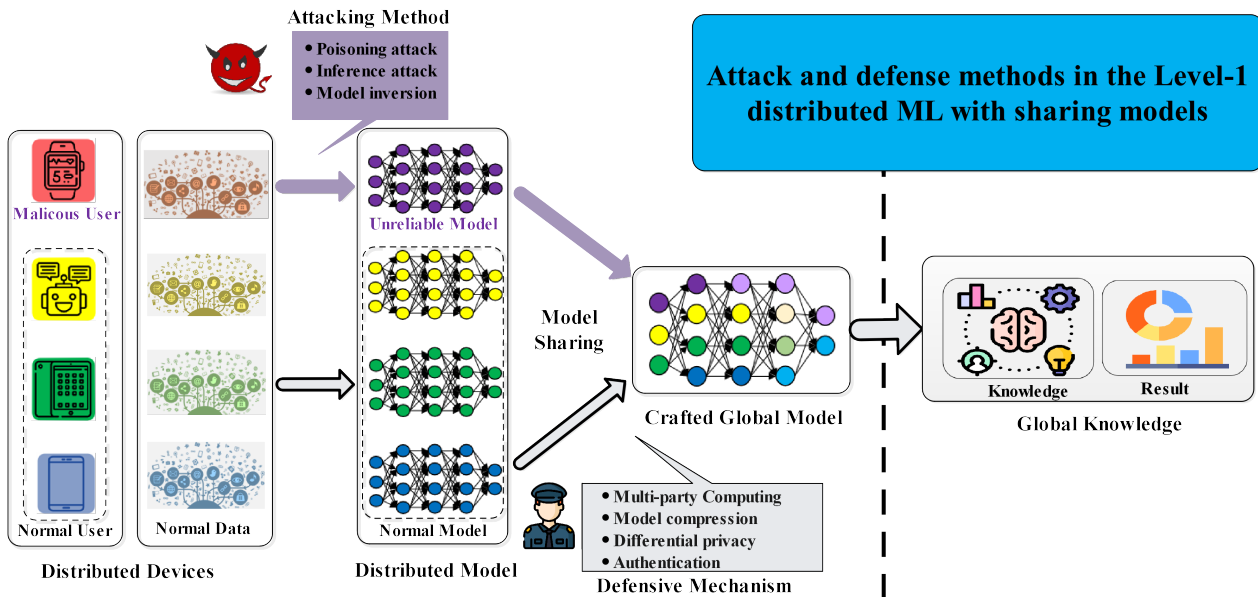 Attacking Method
• Poisoning attack
• Inference attack
• Model inversion
Attack and defense methods in the Level-1
distributed ML with sharing models
5
Malicous User
Normal User
Distributed Devices
Normal Data
Unreliable Model
Normal Model
Distributed Model
Model
Sharing
Crafted Global Model
• Multi-party Computing
• Model compression
• Differential privacy
• Authentication
Defensive Mechanism
Knowledge
Result
Global Knowledge